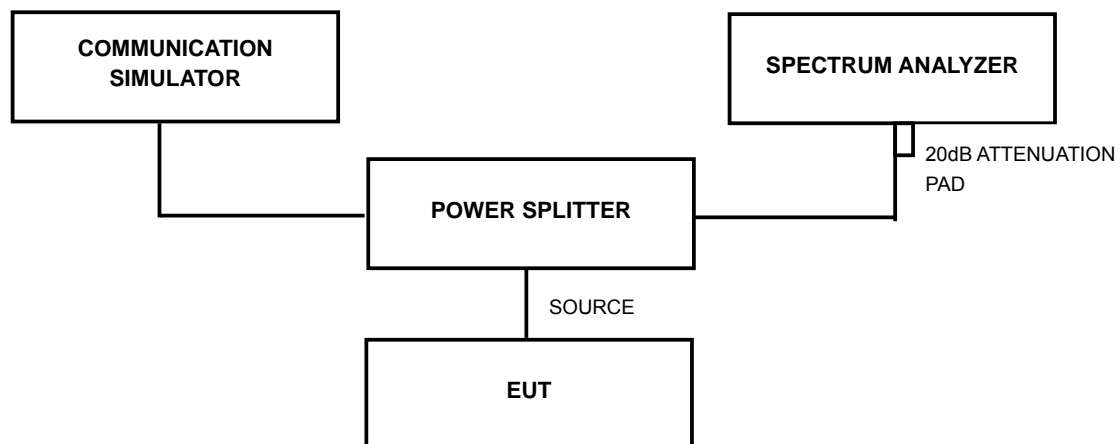 COMMUNICATION
SIMULATOR
SPECTRUM ANALYZER
20dB ATTENUATION
PAD
POWER SPLITTER
SOURCE
EUT